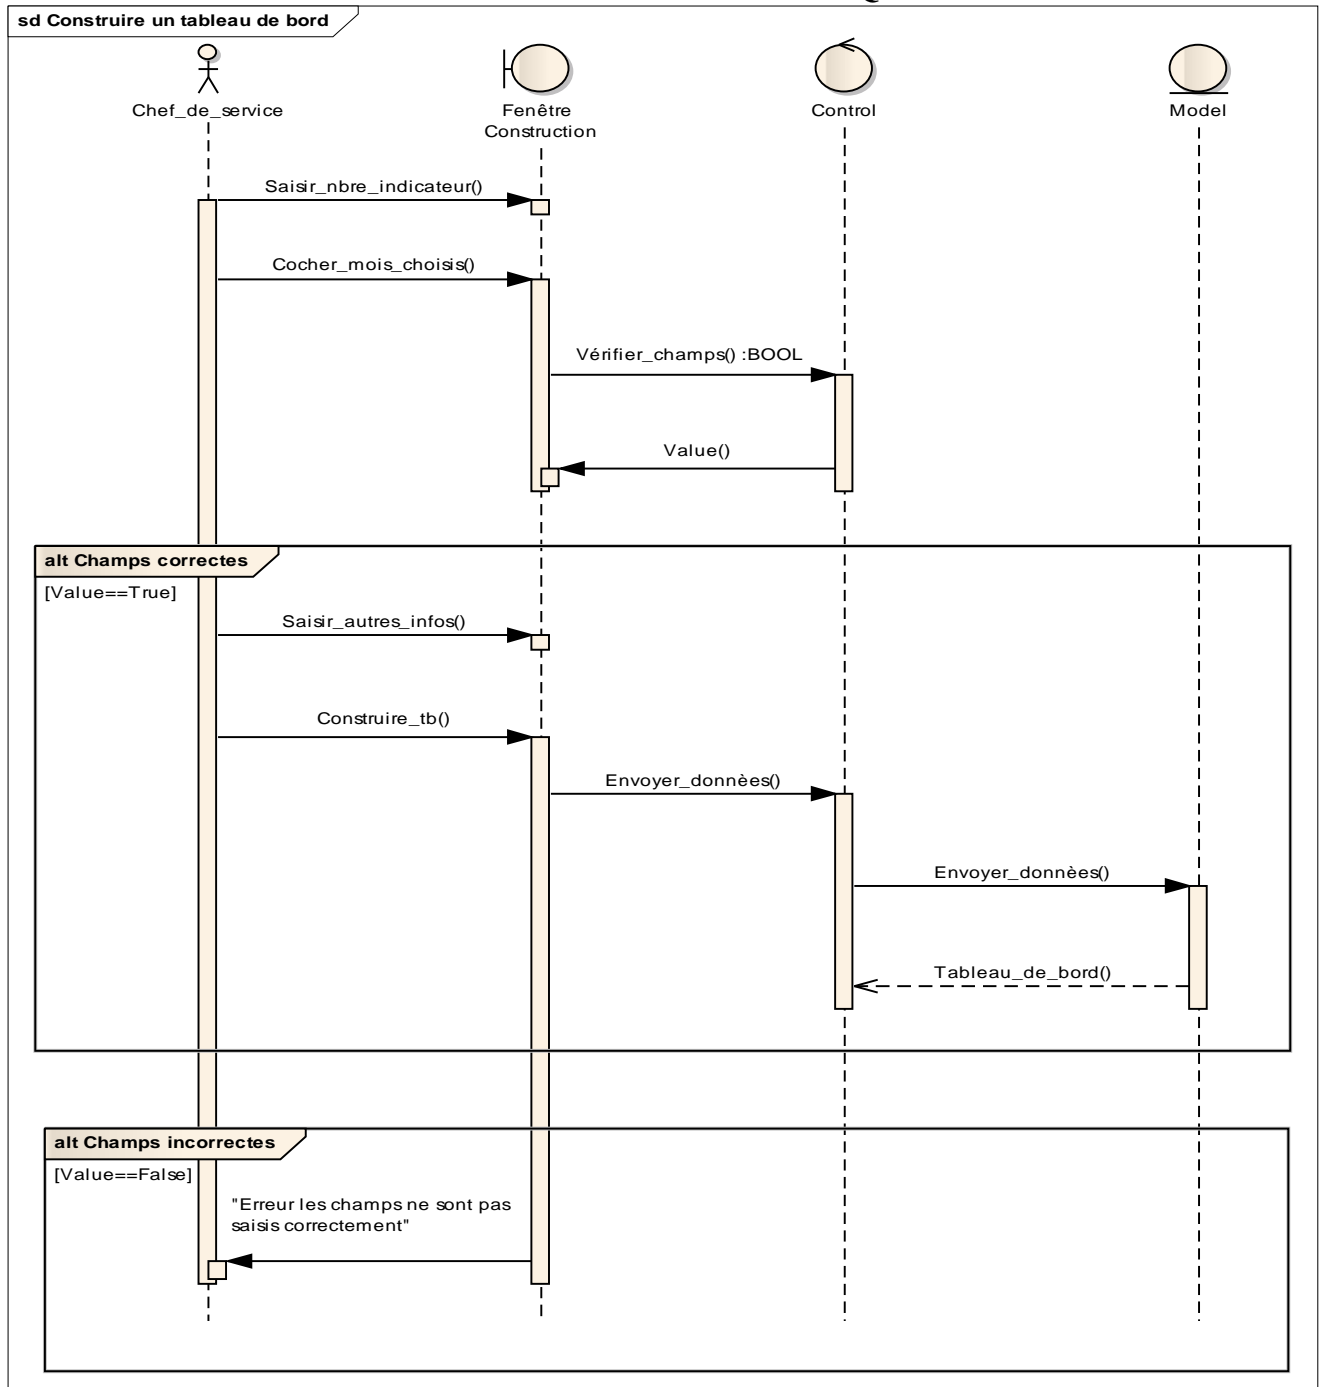 sd Construire un tableau de bord
Chef_de_service
Fenêtre
Construction
Control
Model
Saisir_nbre_indicateur()
Cocher_mois_choisis()
Vérifier_champs() :BOOL
Value()
alt Champs correctes
[Value==True]
Saisir_autres_infos()
Construire_tb()
Envoyer_donnèes()
Envoyer_donnèes()
Tableau_de_bord()
alt Champs incorrectes
[Value==False]
"Erreur les champs ne sont pas
saisis correctement"